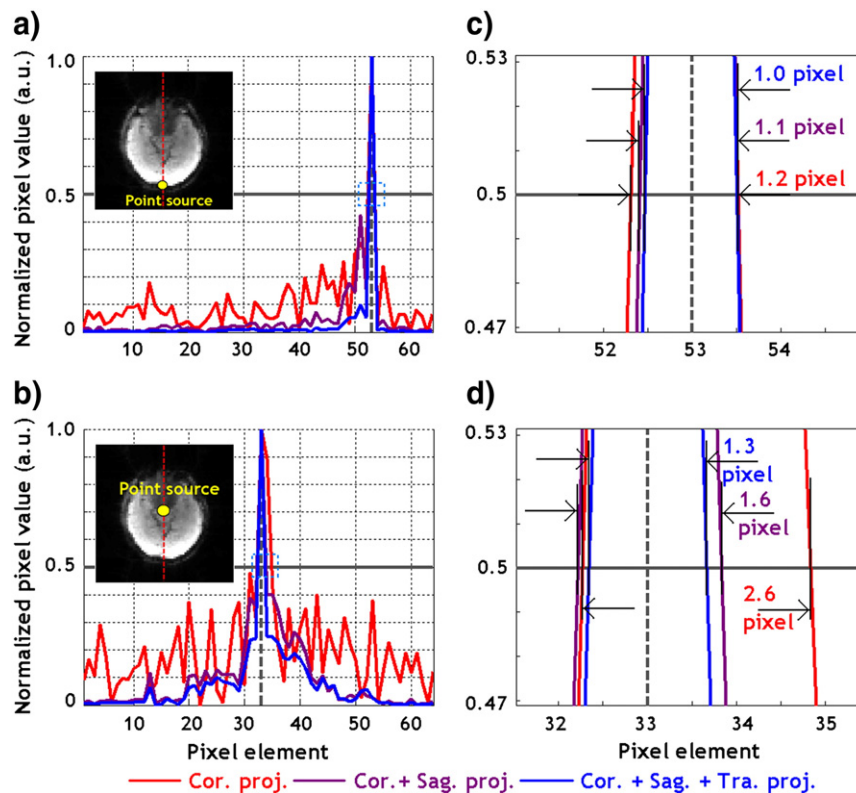 a)
Normalized pixel value (a.u.)
1.0
0.5
0
Point source
10 20 30 40 50 60
c)
0.53
0.5
0.47
1.0 pixel
1.1 pixel
1.2 pixel
52 53 54
b)
Normalized pixel value (a.u.)
1.0
0.5
0.0
Point source
10 20 30 40 50 60
Pixel element
d)
0.53
0.5
0.47
1.3
pixel
1.6
pixel
2.6
pixel
32 33 34 35
Pixel element
Cor. proj.
Cor.+ Sag. proj.
Cor. + Sag. + Tra. proj.